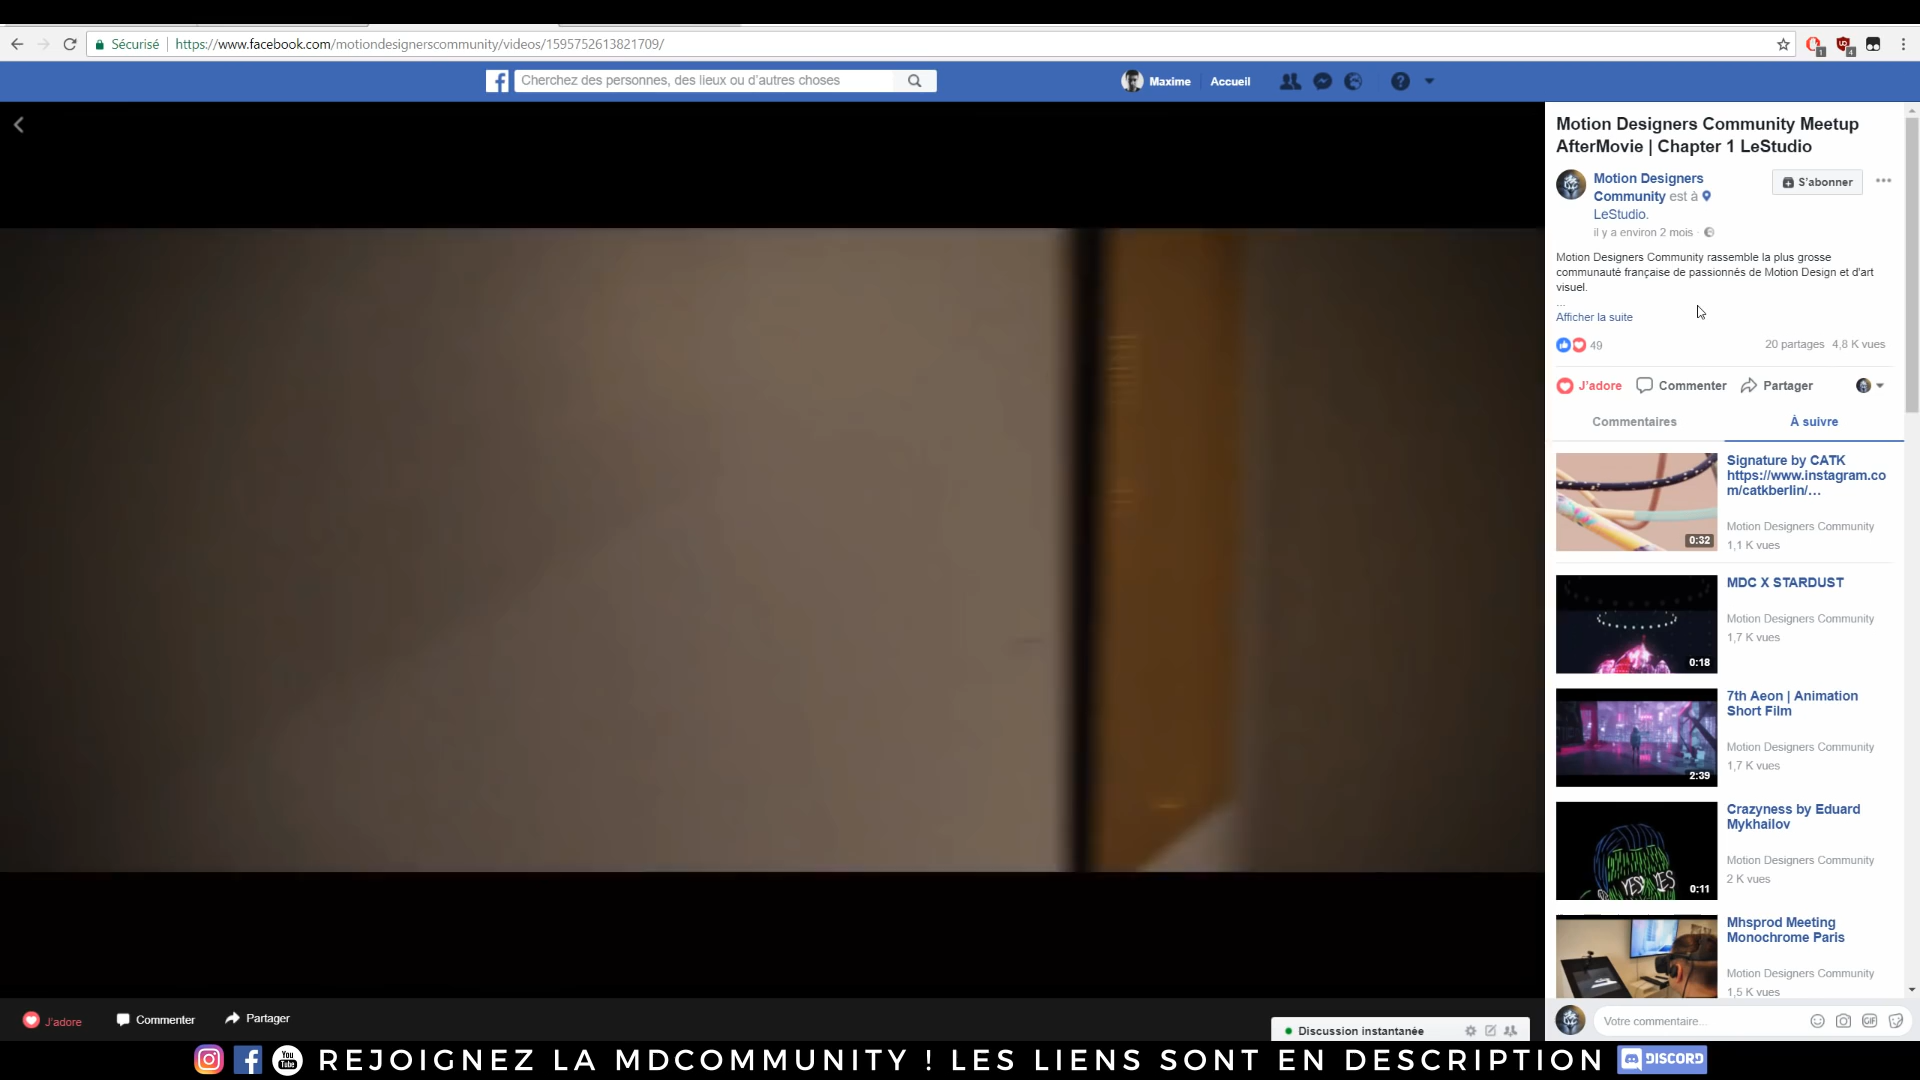 Sécurisé
https://www.facebook.com/motiondesignerscommunity/videos/1595752613821709/
1
4
Cherchez des personnes, des lieux ou d'autres choses
Maxime
Accueil
Motion Designers Community Meetup
AfterMovie | Chapter 1 LeStudio
Motion Designers
Community est à
LeStudio.
il y a environ 2 mois ·
S'abonner
Motion Designers Community rassemble la plus grosse
communauté française de passionnés de Motion Design et d'art
visuel.
...
Afficher la suite
49
20 partages 4,8 K vues
J'adore
Commenter
Partager
Commentaires
À suivre
Signature by CATK
https://www.instagram.co
m/catkberlin/…
Motion Designers Community
1,1 K vues
0:32
MDC X STARDUST
Motion Designers Community
1,7 K vues
0:18
7th Aeon | Animation
Short Film
Motion Designers Community
1,7 K vues
2:39
Crazyness by Eduard
Mykhailov
Motion Designers Community
2 K vues
YES! YES
0:11
Mhsprod Meeting
Monochrome Paris
Motion Designers Community
1,5 K vues
J'adore
Commenter
Partager
Discussion instantanée
Votre commentaire...
GIF
You
Tube
REJOIGNEZ LA MDCOMMUNITY ! LES LIENS SONT EN DESCRIPTION
DISCORD